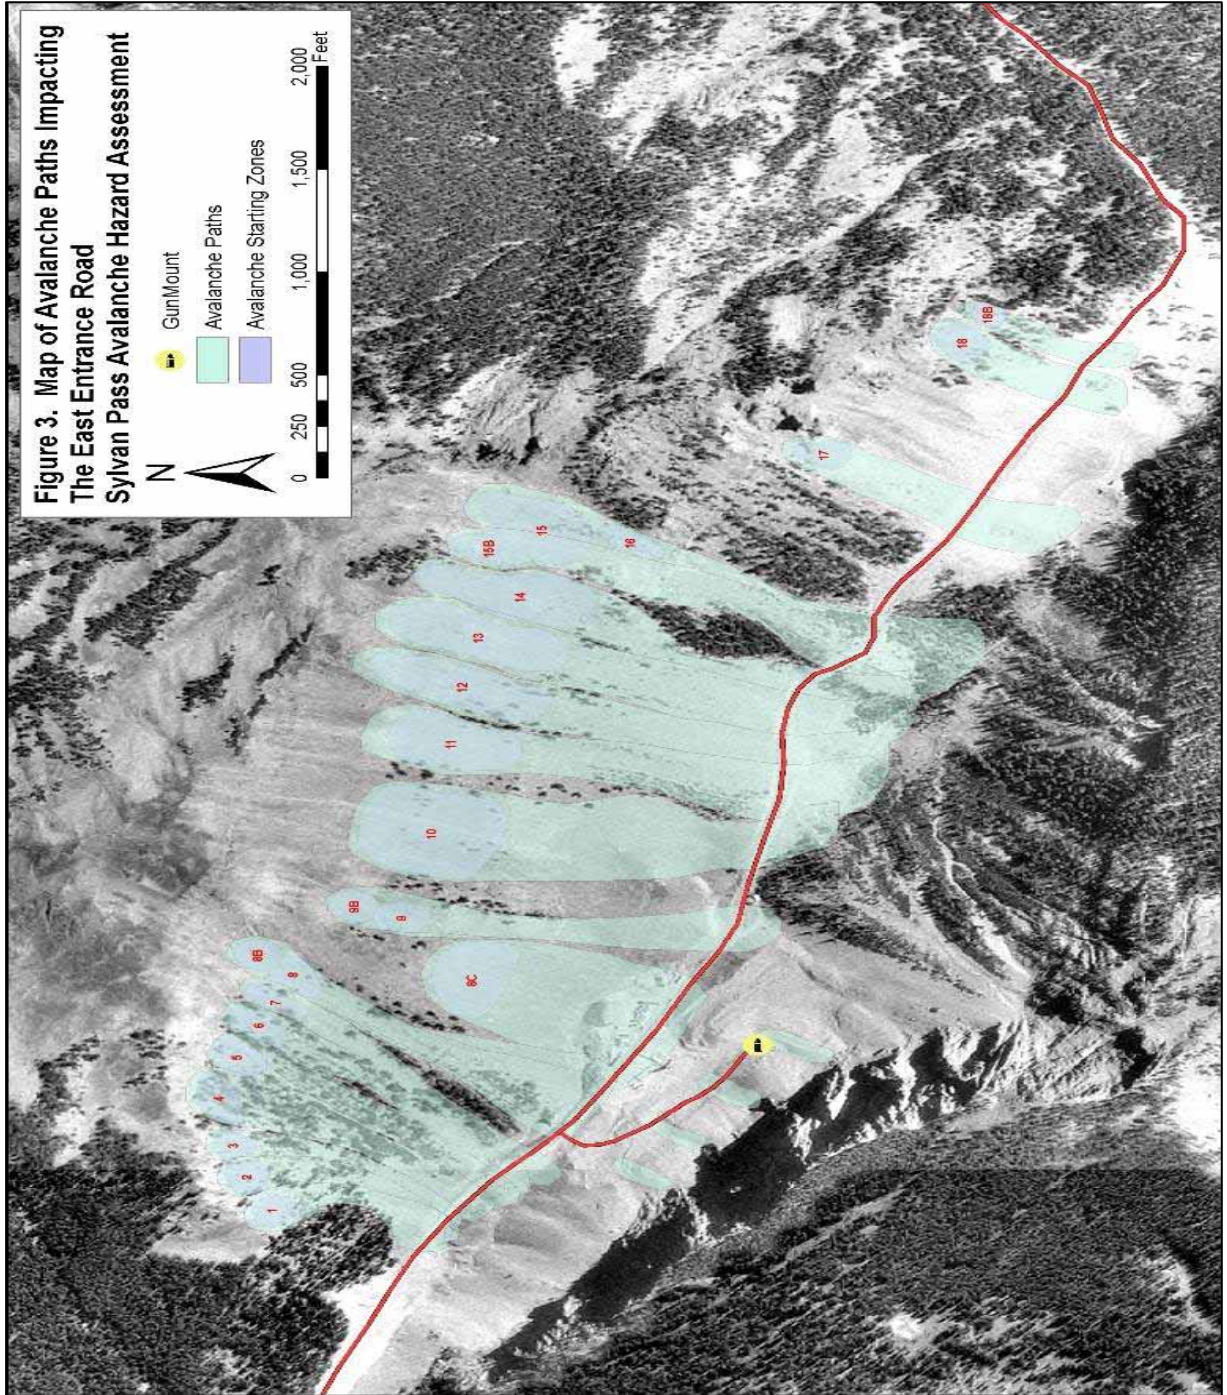 Figure 3. Map of Avalanche Paths Impacting
The East Entrance Road
Sylvan Pass Avalanche Hazard Assessment
N
GunMount
Avalanche Paths
Avalanche Starting Zones
0 250 500 1,000 1,500 2,000
Feet
1
2
3
4
5
6
7
8
8B
8C
9B
9
10
11
12
13
14
15B
15
16
17
18
18B